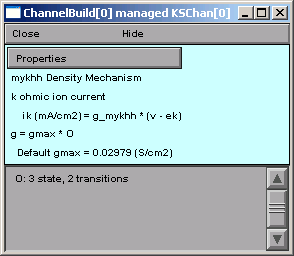 ChannelBuild[0] managed KSChan[0]
Close Hide
Properties
mykhh Density Mechanism
k ohmic ion current
ik (mA/cm2) = g_mykhh * (v - ek)
g = gmax * O
Default gmax = 0.02979 (S/cm2)
O: 3 state, 2 transitions